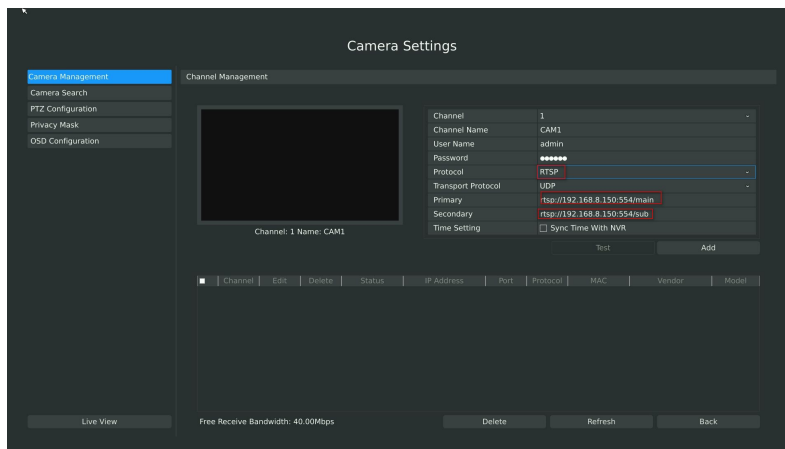 Camera Settings
Camera Management
Camera Search
PTZ Configuration
Privacy Mask
OSD Configuration
Channel Management
Channel: 1 Name: CAM1
Channel 1 -
Channel Name CAM1
User Name admin
Password ●●●●●●
Protocol RTSP -
Transport Protocol UDP -
Primary rtsp://192.168.8.150:554/main
Secondary rtsp://192.168.8.150:554/sub
Time Setting Sync Time With NVR
Test Add
Channel Edit Delete Status IP Address Port Protocol MAC Vendor Model
Live View
Free Receive Bandwidth: 40.00Mbps
Delete Refresh Back